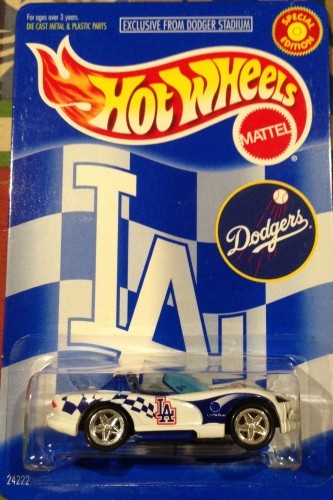 For ages over 3 years.
DIE CAST METAL & PLASTIC PARTS
EXCLUSIVE FROM DODGER STADIUM
SPECIAL
EDITION
Hot Wheels
MATTEL
®
Dodgers
LA
LA
24222